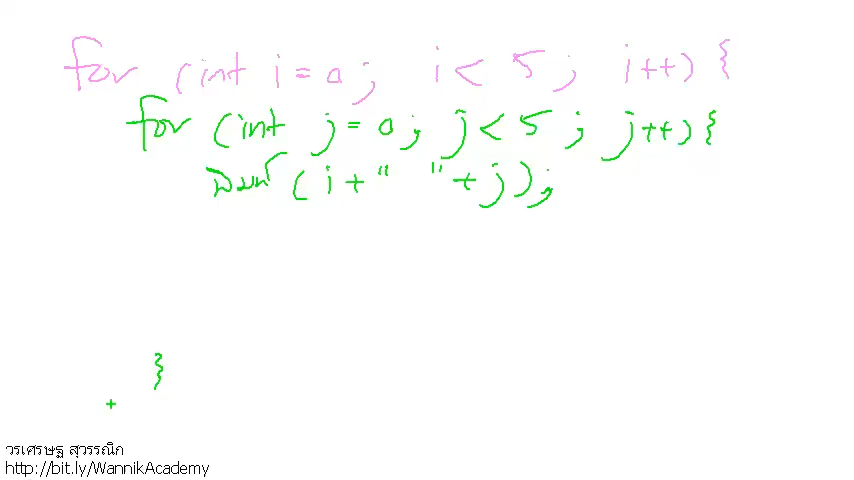 for (int i = 0; i < 5; i++) {
for (int j = 0; j < 5; j++) {
พิมพ์ (i + " " + j);
}
วรเศรษฐ สุวรรณิก
http://bit.ly/WannikAcademy